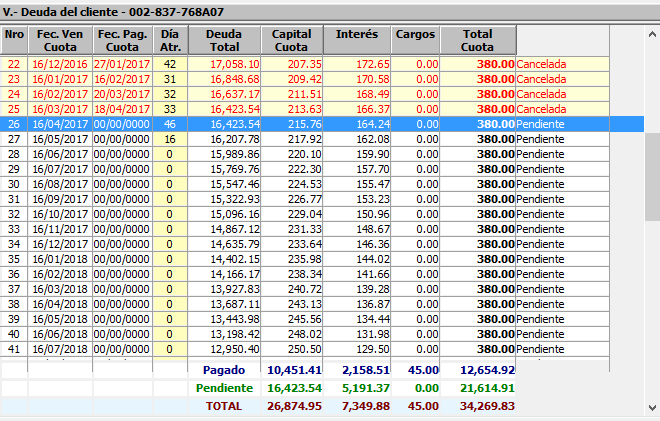 V.- Deuda del cliente - 002-837-768A07
Nro Fec. Ven Cuota Fec. Pag. Cuota Día Atr. Deuda Total Capital Cuota Interés Cargos Total Cuota
22 16/12/2016 27/01/2017 42 17,058.10 207.35 172.65 0.00 380.00 Cancelada
23 16/01/2017 16/02/2017 31 16,848.68 209.42 170.58 0.00 380.00 Cancelada
24 16/02/2017 20/03/2017 32 16,637.17 211.51 168.49 0.00 380.00 Cancelada
25 16/03/2017 18/04/2017 33 16,423.54 213.63 166.37 0.00 380.00 Cancelada
26 16/04/2017 00/00/0000 46 16,423.54 215.76 164.24 0.00 380.00 Pendiente
27 16/05/2017 00/00/0000 16 16,207.78 217.92 162.08 0.00 380.00 Pendiente
28 16/06/2017 00/00/0000 0 15,989.86 220.10 159.90 0.00 380.00 Pendiente
29 16/07/2017 00/00/0000 0 15,769.76 222.30 157.70 0.00 380.00 Pendiente
30 16/08/2017 00/00/0000 0 15,547.46 224.53 155.47 0.00 380.00 Pendiente
31 16/09/2017 00/00/0000 0 15,322.93 226.77 153.23 0.00 380.00 Pendiente
32 16/10/2017 00/00/0000 0 15,096.16 229.04 150.96 0.00 380.00 Pendiente
33 16/11/2017 00/00/0000 0 14,867.12 231.33 148.67 0.00 380.00 Pendiente
34 16/12/2017 00/00/0000 0 14,635.79 233.64 146.36 0.00 380.00 Pendiente
35 16/01/2018 00/00/0000 0 14,402.15 235.98 144.02 0.00 380.00 Pendiente
36 16/02/2018 00/00/0000 0 14,166.17 238.34 141.66 0.00 380.00 Pendiente
37 16/03/2018 00/00/0000 0 13,927.83 240.72 139.28 0.00 380.00 Pendiente
38 16/04/2018 00/00/0000 0 13,687.11 243.13 136.87 0.00 380.00 Pendiente
39 16/05/2018 00/00/0000 0 13,443.98 245.56 134.44 0.00 380.00 Pendiente
40 16/06/2018 00/00/0000 0 13,198.42 248.02 131.98 0.00 380.00 Pendiente
41 16/07/2018 00/00/0000 0 12,950.40 250.50 129.50 0.00 380.00 Pendiente
Pagado 10,451.41 2,158.51 45.00 12,654.92
Pendiente 16,423.54 5,191.37 0.00 21,614.91
TOTAL 26,874.95 7,349.88 45.00 34,269.83